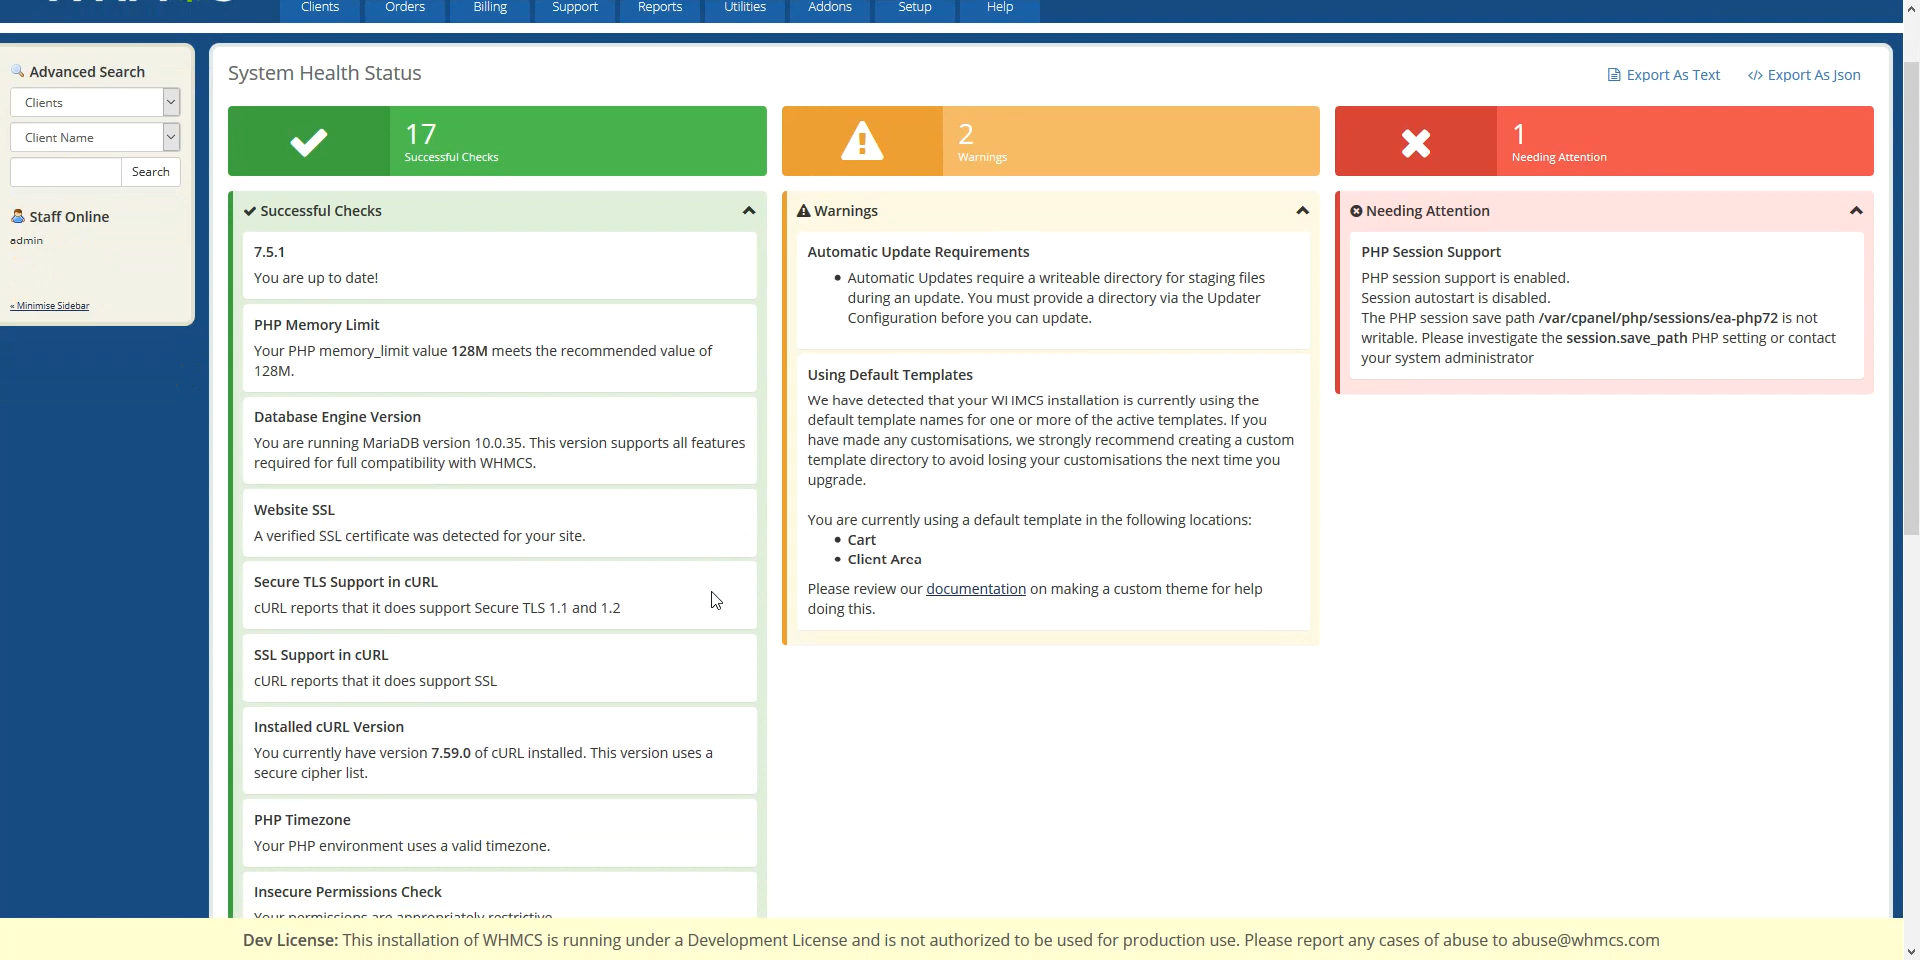 Clients
Orders
Billing
Support
Reports
Utilities
Addons
Setup
Help
Advanced Search
Clients
Client Name
Search
Staff Online
admin
« Minimise Sidebar
System Health Status
Export As Text
</> Export As Json
17
Successful Checks
2
Warnings
1
Needing Attention
Successful Checks
7.5.1
You are up to date!
PHP Memory Limit
Your PHP memory_limit value 128M meets the recommended value of
128M.
Database Engine Version
You are running MariaDB version 10.0.35. This version supports all features
required for full compatibility with WHMCS.
Website SSL
A verified SSL certificate was detected for your site.
Secure TLS Support in cURL
cURL reports that it does support Secure TLS 1.1 and 1.2
SSL Support in cURL
cURL reports that it does support SSL
Installed cURL Version
You currently have version 7.59.0 of cURL installed. This version uses a
secure cipher list.
PHP Timezone
Your PHP environment uses a valid timezone.
Insecure Permissions Check
Your permissions are appropriately restrictive
Warnings
Automatic Update Requirements
• Automatic Updates require a writeable directory for staging files
during an update. You must provide a directory via the Updater
Configuration before you can update.
Using Default Templates
We have detected that your WHMCS installation is currently using the
default template names for one or more of the active templates. If you
have made any customisations, we strongly recommend creating a custom
template directory to avoid losing your customisations the next time you
upgrade.
You are currently using a default template in the following locations:
• Cart
• Client Area
Please review our documentation on making a custom theme for help
doing this.
Needing Attention
PHP Session Support
PHP session support is enabled.
Session autostart is disabled.
The PHP session save path /var/cpanel/php/sessions/ea-php72 is not
writable. Please investigate the session.save_path PHP setting or contact
your system administrator
Dev License: This installation of WHMCS is running under a Development License and is not authorized to be used for production use. Please report any cases of abuse to abuse@whmcs.com